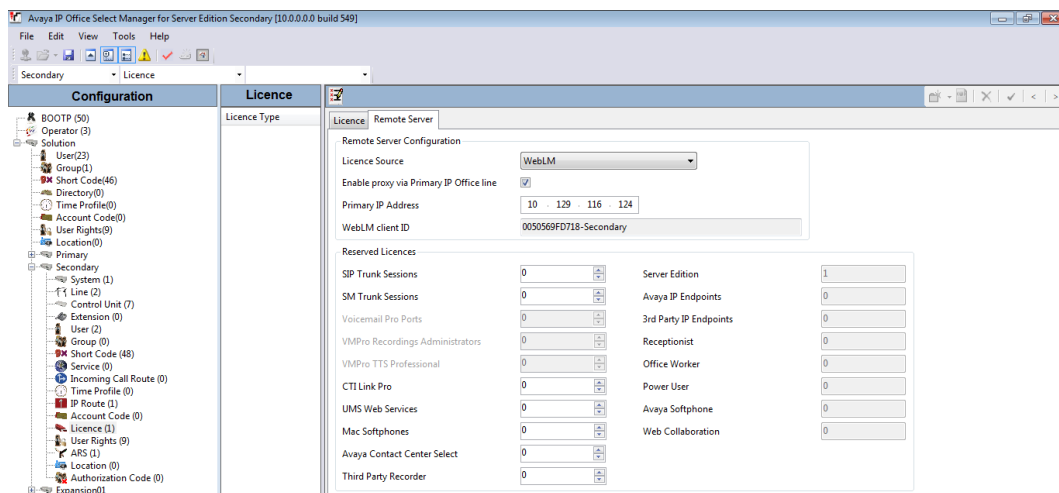 Avaya IP Office Select Manager for Server Edition Secondary [10.0.0.0.0 build 549]
File Edit View Tools Help
Secondary Licence
Configuration
BOOTP (50)
Operator (3)
Solution
User(23)
Group(1)
Short Code(46)
Directory(0)
Time Profile(0)
Account Code(0)
User Rights(9)
Location(0)
Primary
Secondary
System (1)
Line (2)
Control Unit (7)
Extension (0)
User (2)
Group (0)
Short Code (48)
Service (0)
Incoming Call Route (0)
Time Profile (0)
IP Route (1)
Account Code (0)
Licence (1)
User Rights (9)
ARS (1)
Location (0)
Authorization Code (0)
Expansion01
Licence
Licence Type
Licence Remote Server
Remote Server Configuration
Licence Source WebLM
Enable proxy via Primary IP Office line
Primary IP Address 10 . 129 . 116 . 124
WebLM client ID 0050569FD718-Secondary
Reserved Licences
SIP Trunk Sessions 0 Server Edition 1
SM Trunk Sessions 0 Avaya IP Endpoints 0
Voicemail Pro Ports 0 3rd Party IP Endpoints 0
VMPro Recordings Administrators 0 Receptionist 0
VMPro TTS Professional 0 Office Worker 0
CTI Link Pro 0 Power User 0
UMS Web Services 0 Avaya Softphone 0
Mac Softphones 0 Web Collaboration 0
Avaya Contact Center Select 0
Third Party Recorder 0